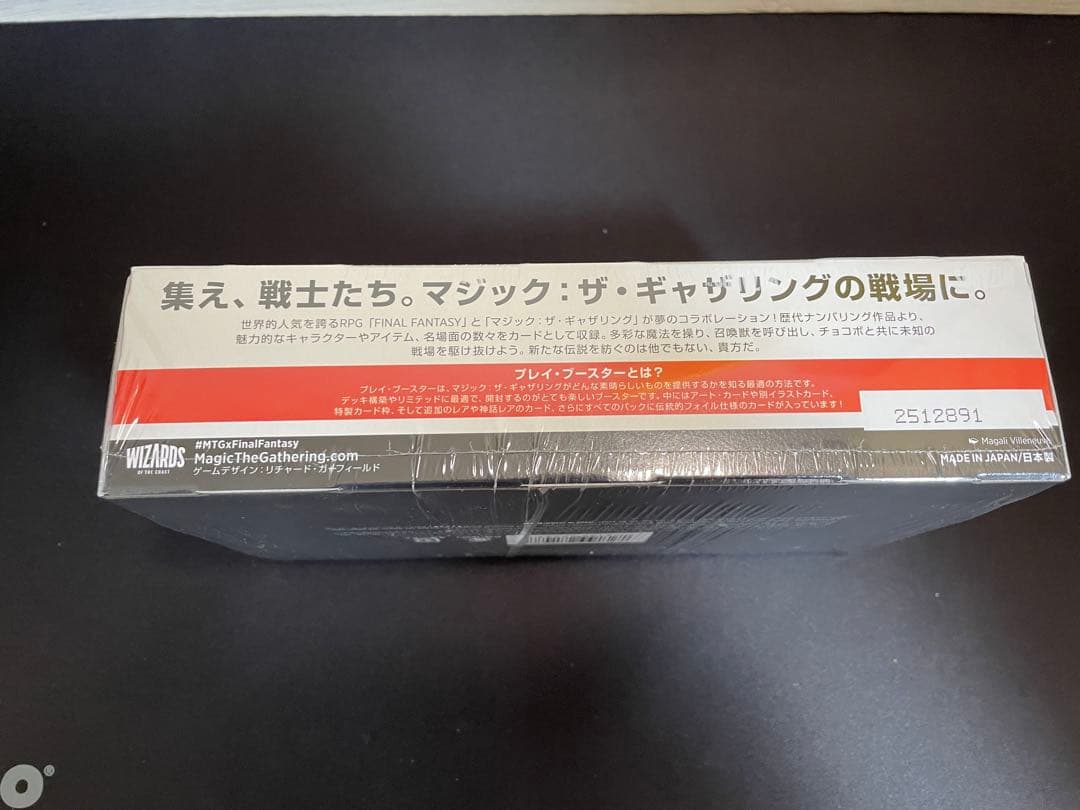 集え、戦士たち。マジック：ザ・ギャザリングの戦場に。
世界的人気を誇るRPG「FINAL FANTASY」と「マジック：ザ・ギャザリング」が夢のコラボレーション！歴代ナンバリング作品より、
魅力的なキャラクターやアイテム、名場面の数々をカードとして収録。多彩な魔法を操り、召喚獣を呼び出し、チョコボと共に未知の
戦場を駆け抜けよう。新たな伝説を紡ぐのは他でもない、貴方だ。
プレイ・ブースターとは？
プレイ・ブースターは、マジック：ザ・ギャザリングがどんな素晴らしいものを提供するかを知る最適の方法です。
デッキ構築やリミテッドに最適で、開封するのがとても楽しいブースターです。中にはアート・カードや別イラストカード、
特製カード枠、そして追加のレアや神話レアのカード、さらにすべてのパックに伝統的フォイル仕様のカードが入っています！
2512891
WIZARDS
OF THE COAST
#MTGxFinalFantasy
MagicTheGathering.com
ゲームデザイン：リチャード・ガーフィールド
Magali Villeneuve
MADE IN JAPAN/日本製